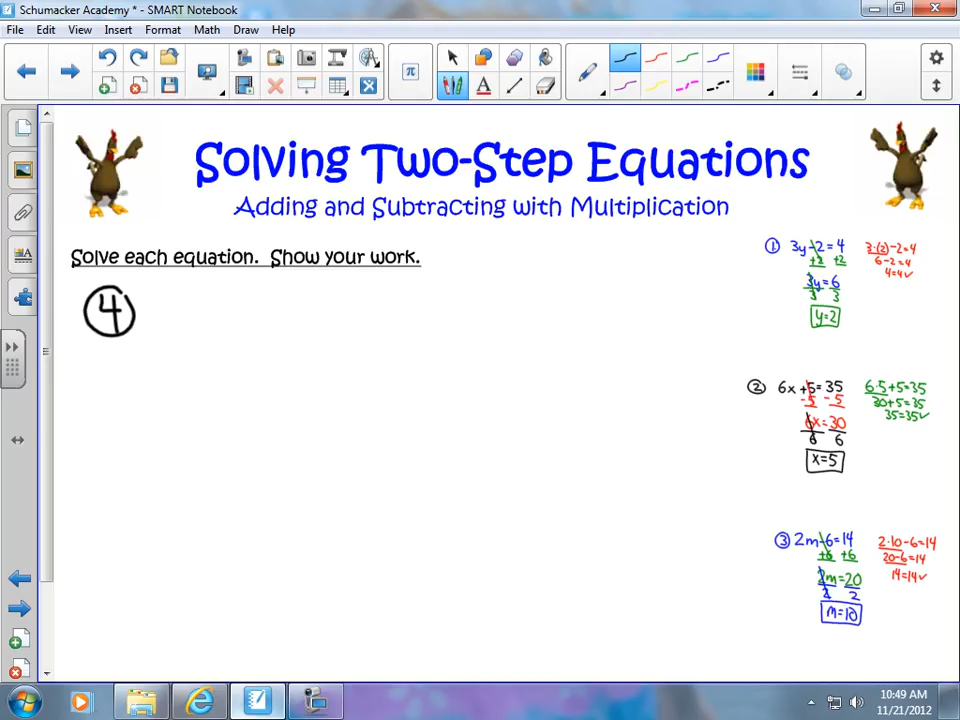 Schumacker Academy * - SMART Notebook
File Edit View Insert Format Math Draw Help
π
A
Solving Two-Step Equations
Adding and Subtracting with Multiplication
Solve each equation. Show your work.
④
① 3y-2=4
+2 +2
3y=6
3 3
y=2
3·(2)-2=4
6-2=4
4=4✓
② 6x+5=35
-5 -5
6x=30
6 6
x=5
6·5+5=35
30+5=35
35=35✓
③ 2m-6=14
+6 +6
2m=20
2 2
m=10
2·10-6=14
20-6=14
14=14✓
10:49 AM
11/21/2012